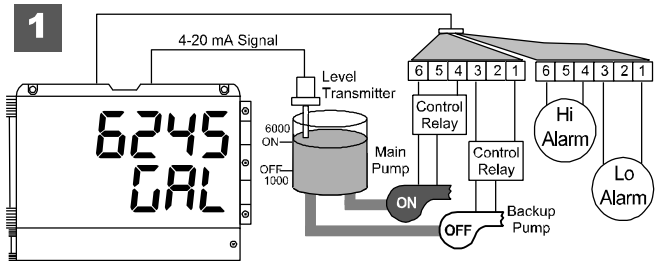 1
4-20 mA Signal
6245
GAL
Level
Transmitter
6000
ON
OFF
1000
Main
Pump
ON
OFF
Backup
Pump
6 5 4 3 2 1
Control
Relay
Control
Relay
6 5 4 3 2 1
Hi
Alarm
Lo
Alarm